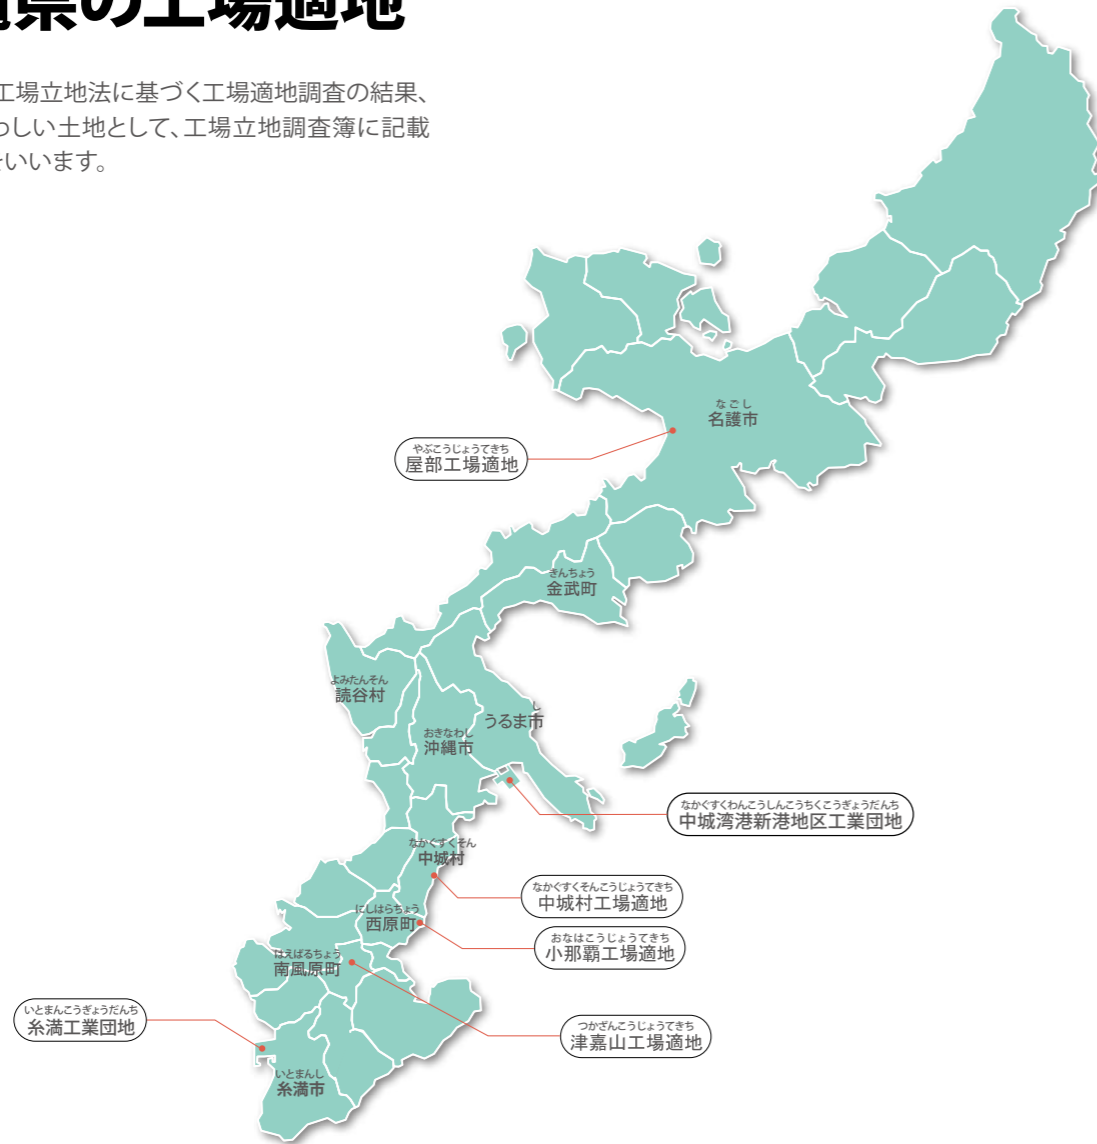 県の工場適地
工場立地法に基づく工場適地調査の結果、
わしい土地として、工場立地調査簿に記載
をいいます。
なごし
名護市
やぶこうじょうてきち
屋部工場適地
きんちょう
金武町
よみたんそん
読谷村
し
うるま市
おきなわし
沖縄市
なかぐすくわんこうしんこうちくこうぎょうだんち
中城湾港新港地区工業団地
なかぐすくそん
中城村
なかぐすくそんこうじょうてきち
中城村工場適地
にしはらちょう
西原町
おなはこうじょうてきち
小那覇工場適地
はえばるちょう
南風原町
いとまんこうぎょうだんち
糸満工業団地
つかざんこうじょうてきち
津嘉山工場適地
いとまんし
糸満市